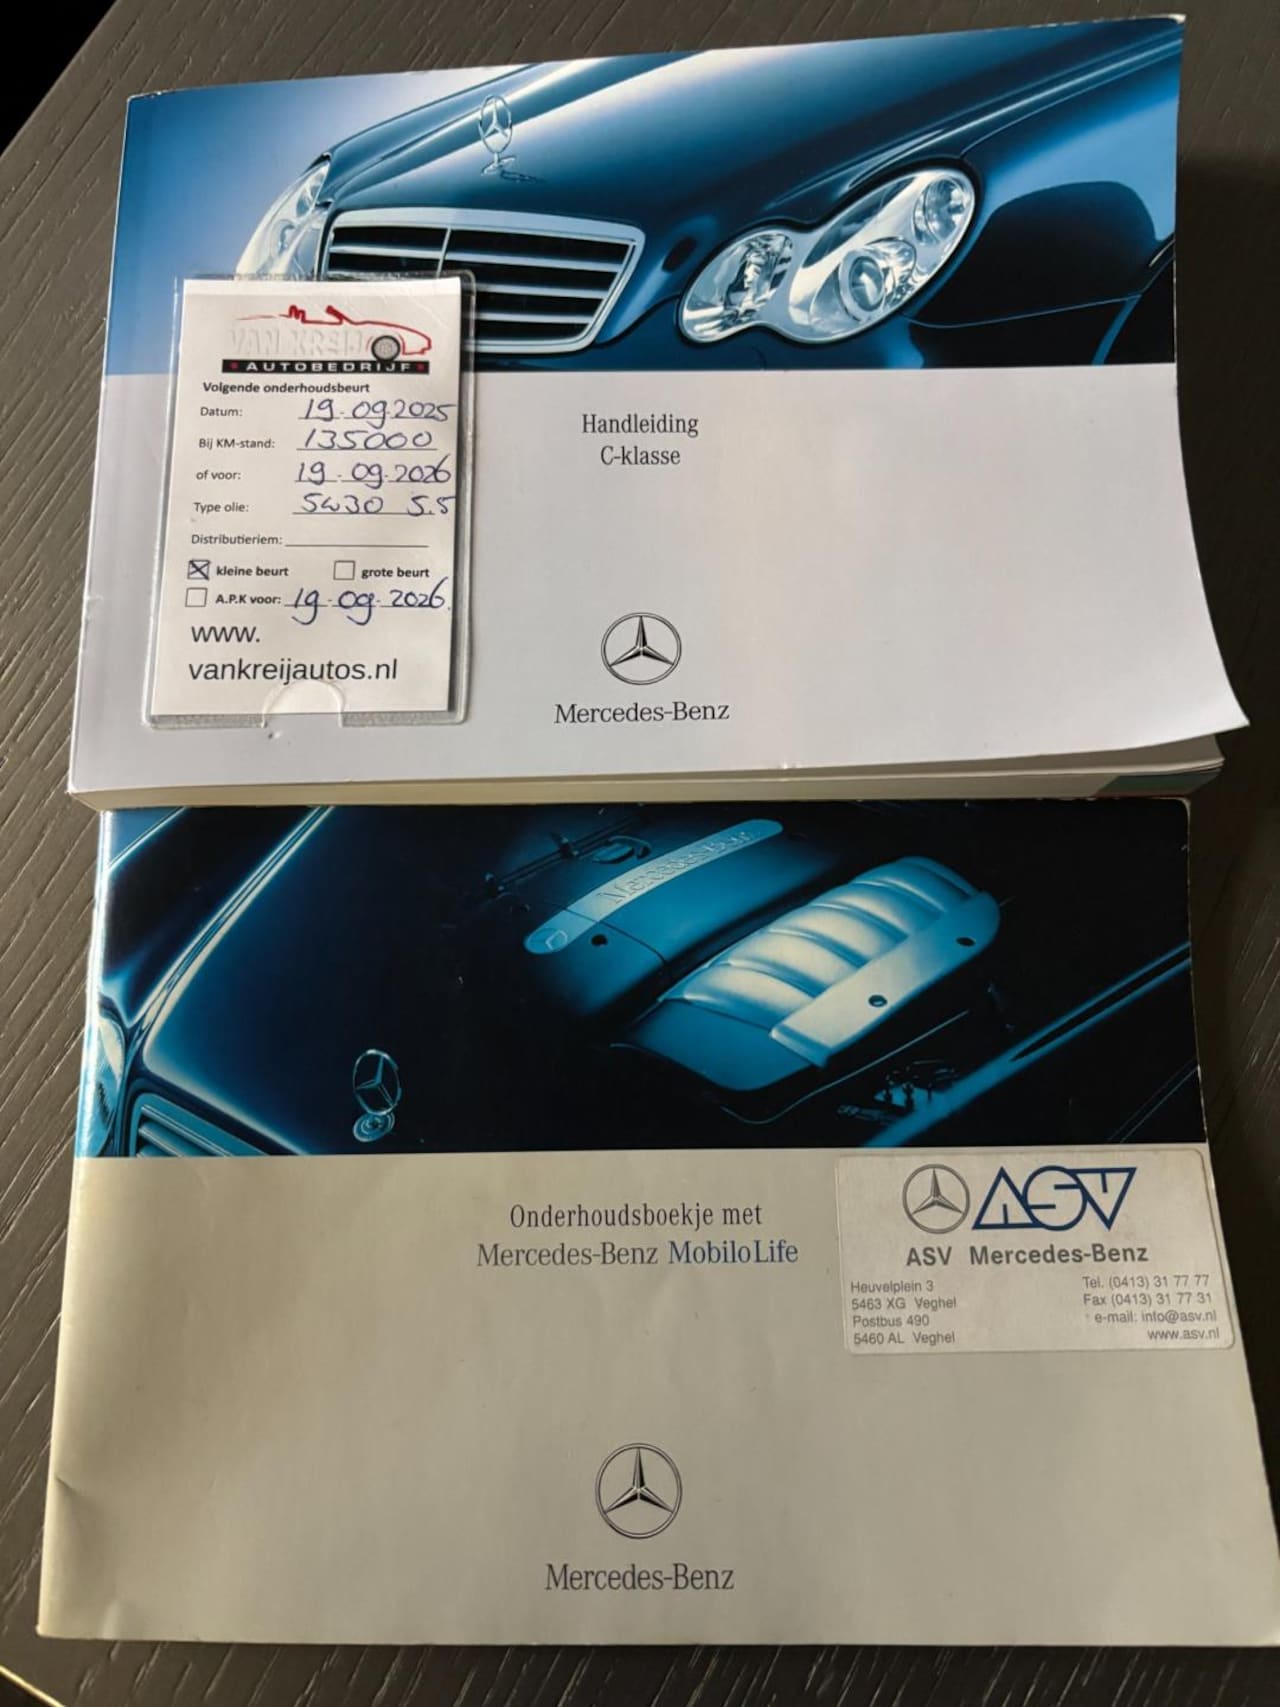 VAN KREIJ
AUTOBEDRIJF
Volgende onderhoudsbeurt
Datum: 19-09-2025
Bij KM-stand: 135000
of voor: 19-09-2026
Type olie: 5w30 5.5
Distributieriem:
kleine beurt grote beurt
A.P.K voor: 19-09-2026.
www.
vankreijautos.nl
Handleiding
C-klasse
Mercedes-Benz
Mercedes-Benz
Onderhoudsboekje met
Mercedes-Benz MobiloLife
ASV
ASV Mercedes-Benz
Heuvelplein 3
5463 XG Veghel
Postbus 490
5460 AL Veghel
Tel. (0413) 31 77 77
Fax (0413) 31 77 31
e-mail: info@asv.nl
www.asv.nl
Mercedes-Benz